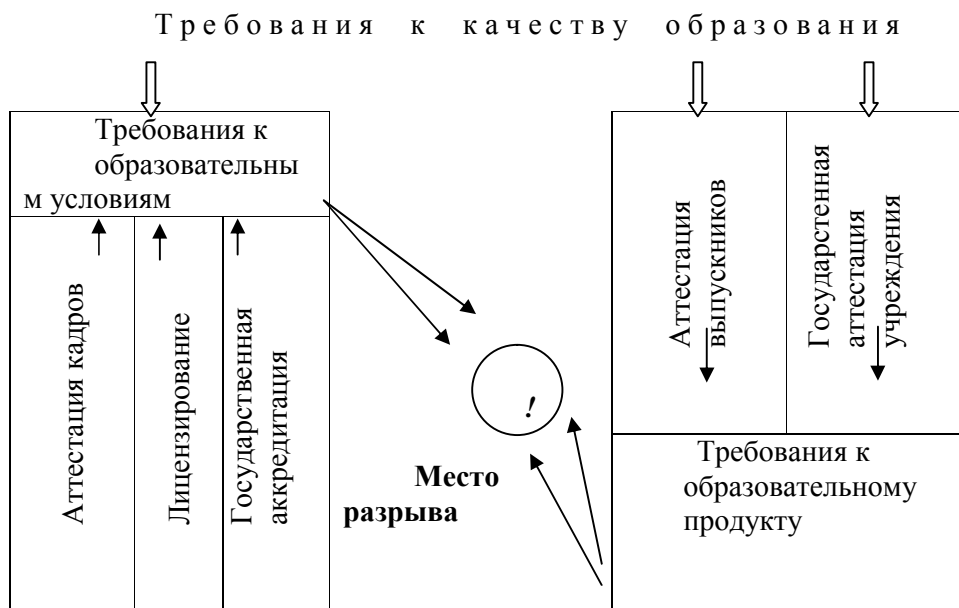 Требования к качеству образования
Требования к
образовательны
м условиям
Аттестация кадров
Лицензирование
Государственная
аккредитация
!
Место
разрыва
Аттестация
выпускников
Государстенная
аттестация
учреждения
Требования к
образовательному
продукту